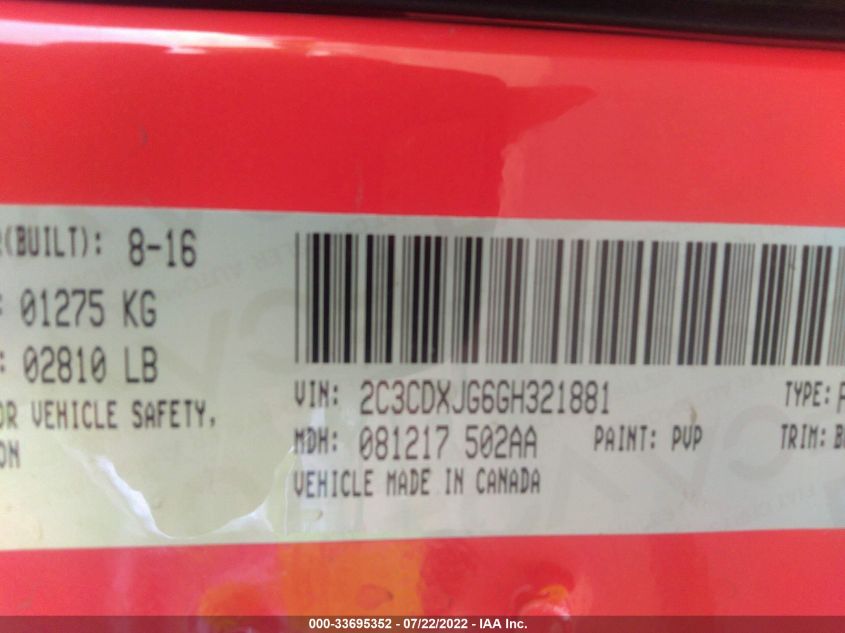 (BUILT): 8-16
: 01275 KG
: 02810 LB
OR VEHICLE SAFETY,
ON
VIN: 2C3CDXJG6GH321881 TYPE:
MDH: 081217 502AA PAINT: PVP TRIM:
VEHICLE MADE IN CANADA
000-33695352 - 07/22/2022 - IAA Inc.